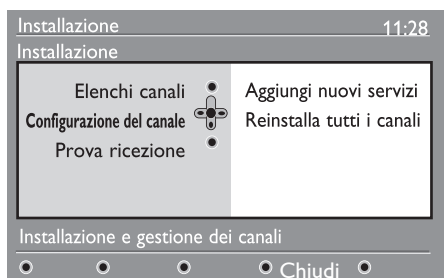 Installazione 11:28
Installazione
Elenchi canali
Configurazione del canale
Prova ricezione
Aggiungi nuovi servizi
Reinstalla tutti i canali
Installazione e gestione dei canali
Chiudi